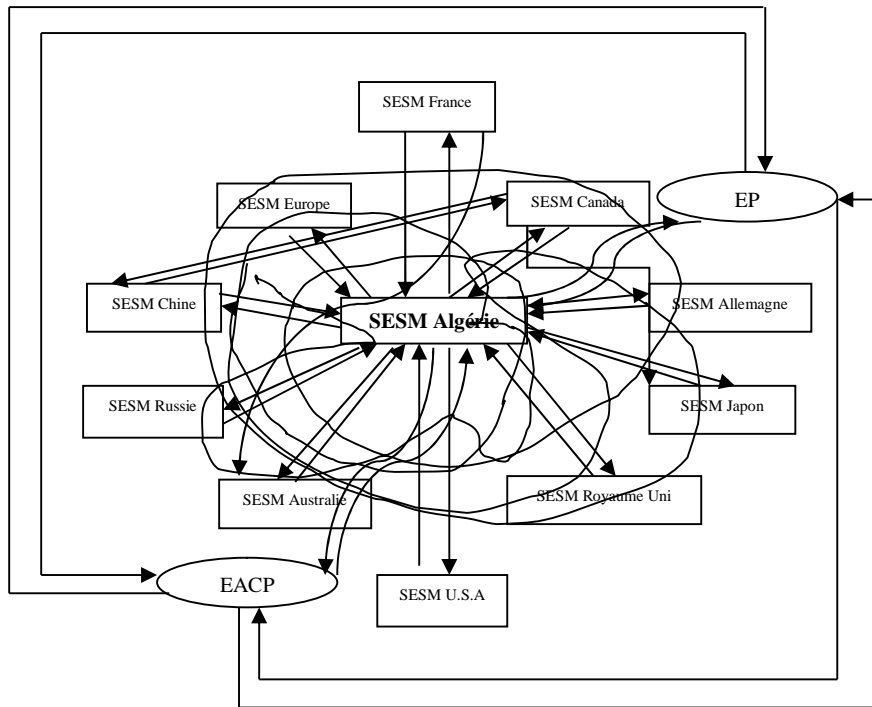 SESM France
SESM Europe
SESM Canada
EP
SESM Chine
SESM Algérie
SESM Allemagne
SESM Russie
SESM Japon
SESM Australie
SESM Royaume Uni
EACP
SESM U.S.A